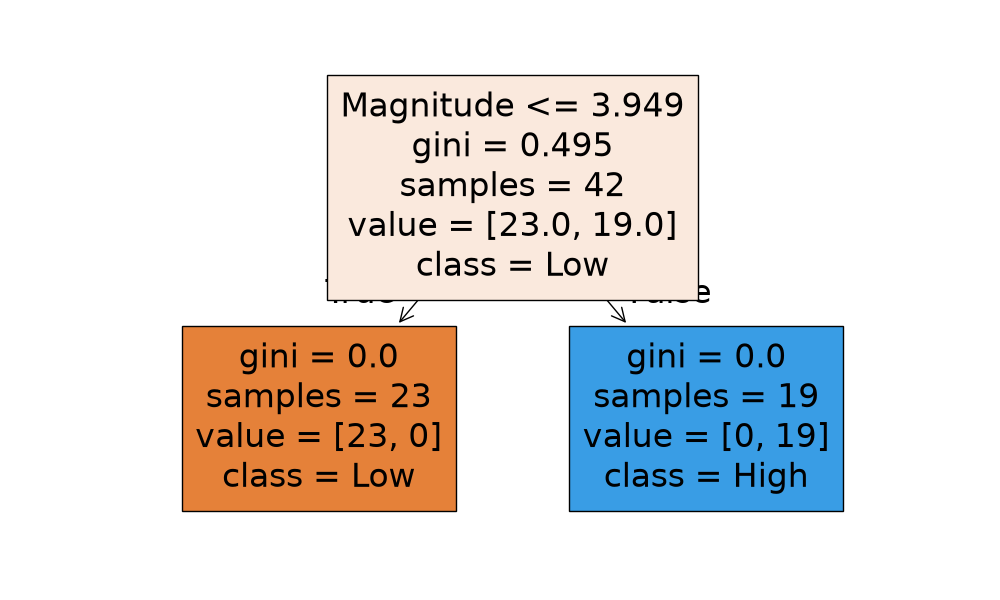 Magnitude <= 3.949
gini = 0.495
samples = 42
value = [23.0, 19.0]
class = Low
gini = 0.0
samples = 23
value = [23, 0]
class = Low
gini = 0.0
samples = 19
value = [0, 19]
class = High